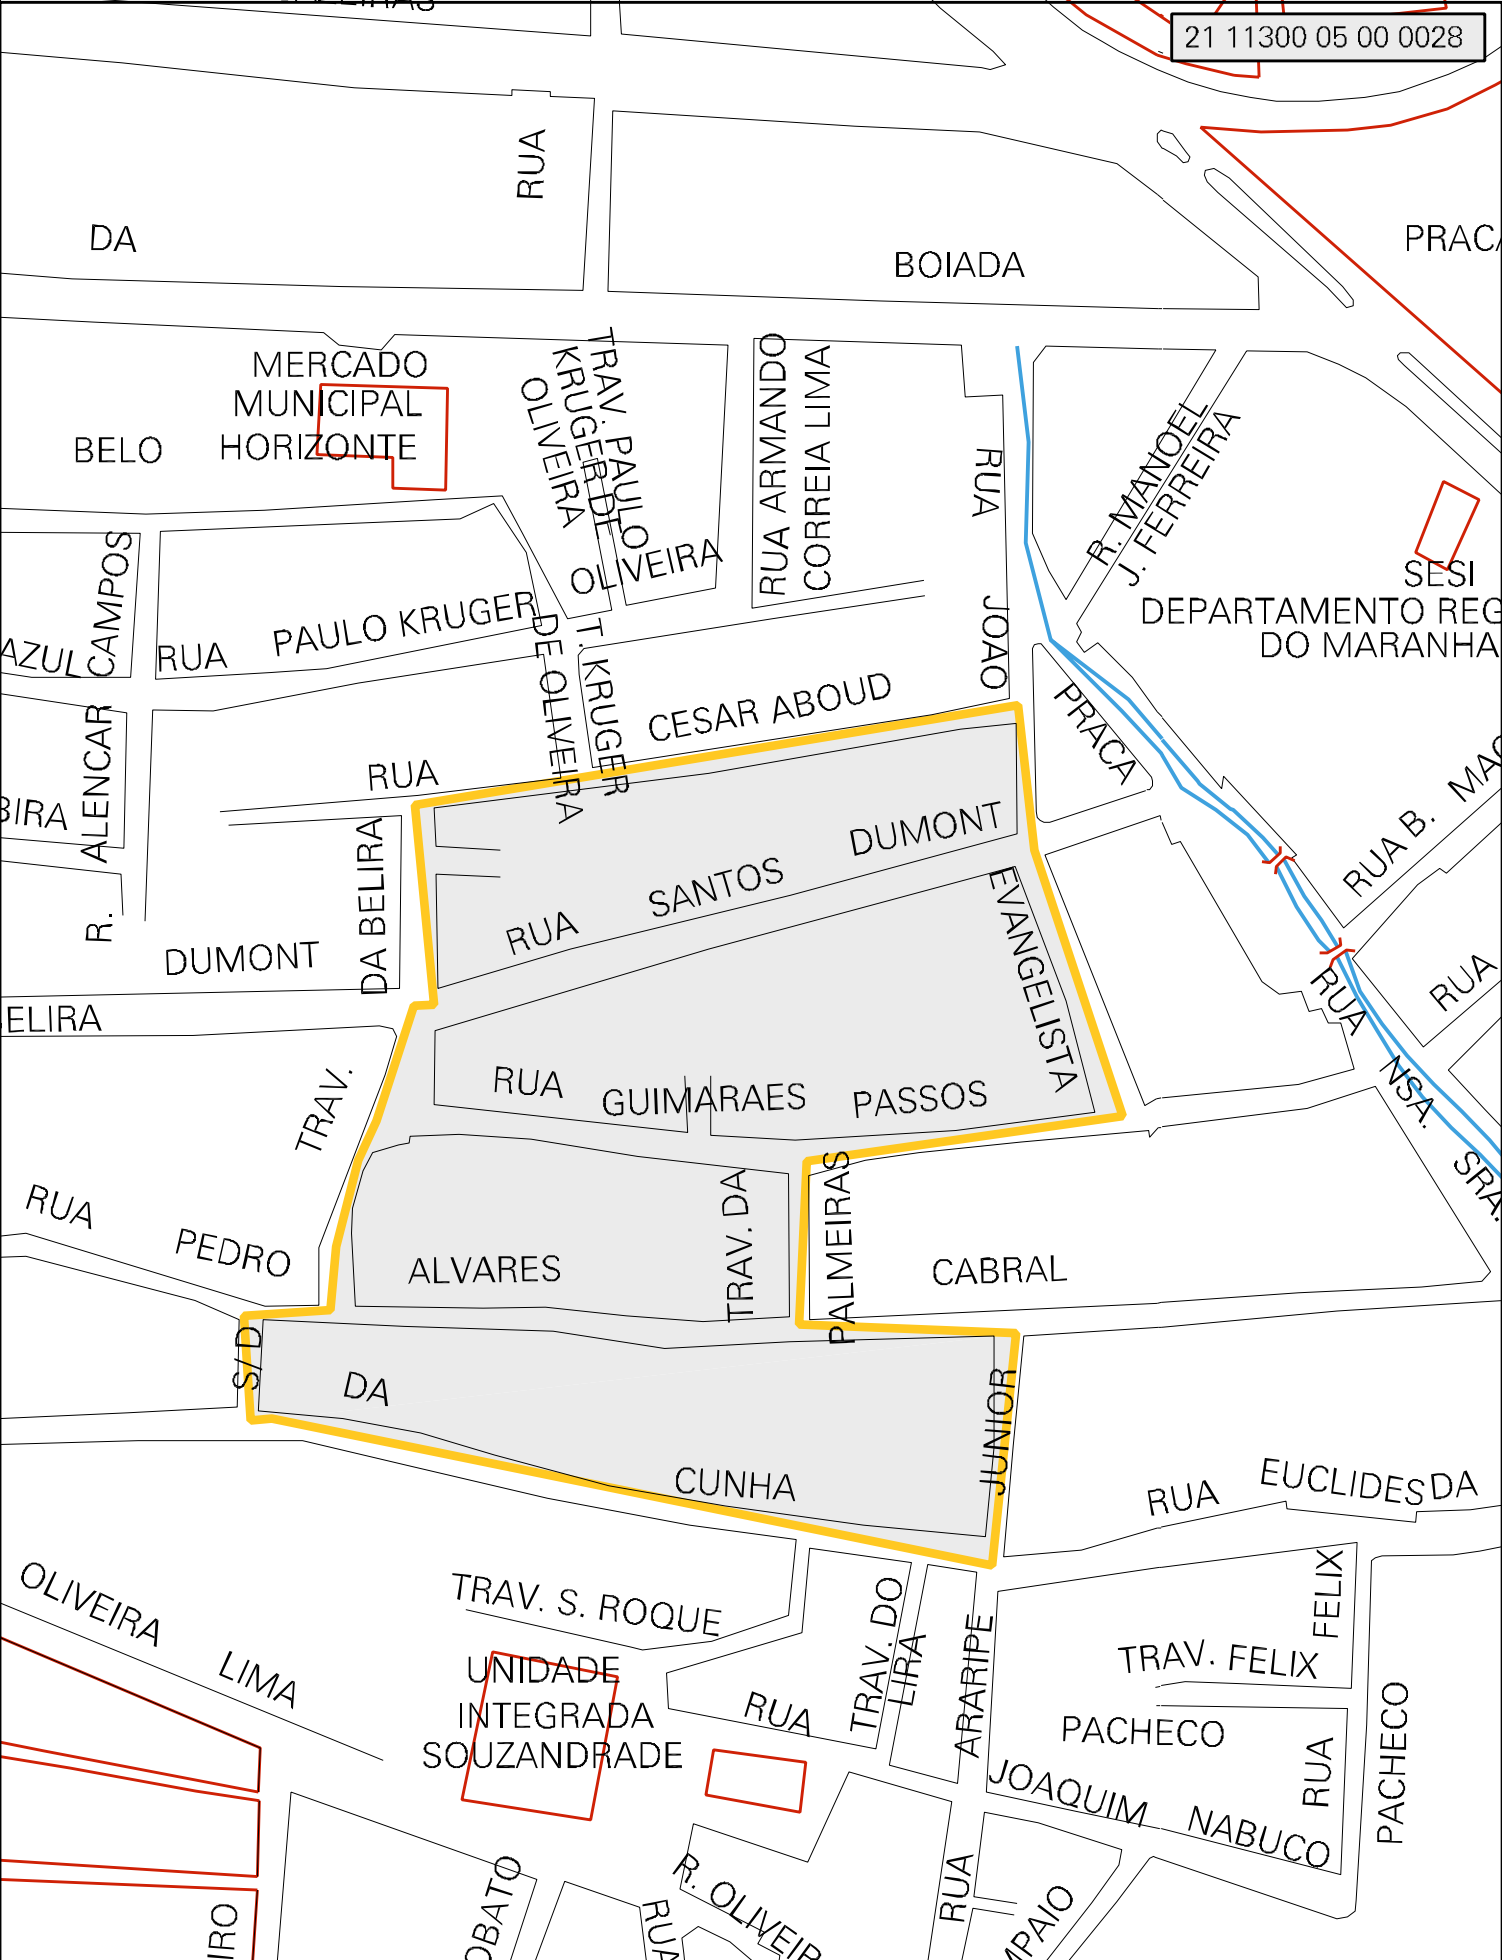 21 11300 05 00 0028
RUA
DA
BOIADA
MERCADO
MUNICIPAL
HORIZONTE
BELO
TRAV. PAULO
KRUGER DE
OLIVEIRA
RUA ARMANDO
CORREIA LIMA
RUA
JOAO
R. MANOEL
J. FERREIRA
SESI
DEPARTAMENTO REG
DO MARANHA
CAMPOS
AZUL
RUA
PAULO KRUGER
OLIVEIRA
DE OLIVEIRA
T. KRUGER
CESAR ABOUD
PRACA
RUA
ALENCAR
R.
DA BELIRA
DUMONT
RUA
SANTOS
DUMONT
EVANGELISTA
RUA B.
RUA
RUA
NSA.
SRA.
ELIRA
TRAV.
RUA
GUIMARAES
PASSOS
RUA
PEDRO
ALVARES
TRAV. DA
PALMEIRAS
CABRAL
S/ D
DA
CUNHA
JUNIOR
RUA
EUCLIDES DA
OLIVEIRA
LIMA
TRAV. S. ROQUE
UNIDADE
INTEGRADA
SOUZANDRADE
RUA
TRAV. DO
LIRA
ARARIPE
FELIX
TRAV. FELIX
PACHECO
RUA
PACHECO
JOAQUIM
NABUCO
RUA
R. OLIVEIR
RUA
OBATO
IRO
MPAIO